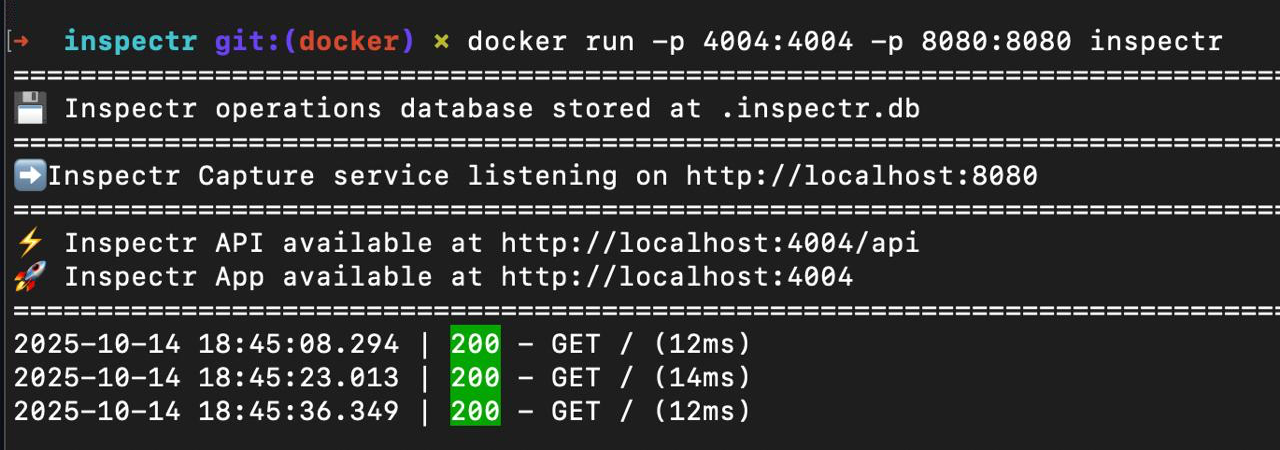 [➜  inspectr git:(docker) ✗ docker run -p 4004:4004 -p 8080:8080 inspectr
================================================================================
💾 Inspectr operations database stored at .inspectr.db
================================================================================
➡️Inspectr Capture service listening on http://localhost:8080
================================================================================
⚡ Inspectr API available at http://localhost:4004/api
🚀 Inspectr App available at http://localhost:4004
================================================================================
2025-10-14 18:45:08.294 | 200 - GET / (12ms)
2025-10-14 18:45:23.013 | 200 - GET / (14ms)
2025-10-14 18:45:36.349 | 200 - GET / (12ms)